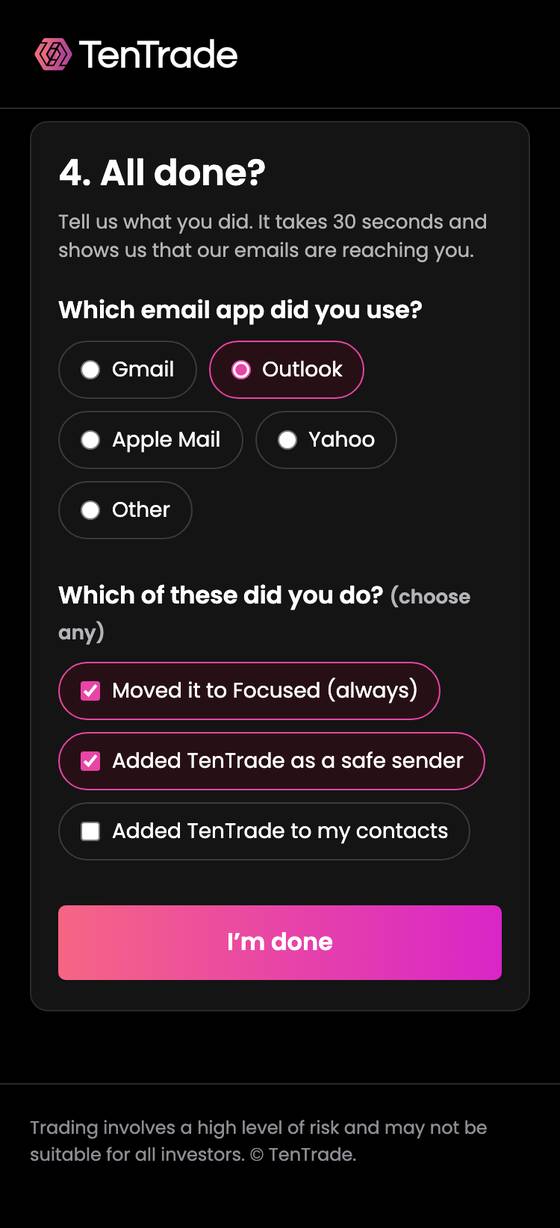 TenTrade
4. All done?
Tell us what you did. It takes 30 seconds and
shows us that our emails are reaching you.
Which email app did you use?
Gmail
Outlook
Apple Mail
Yahoo
Other
Which of these did you do? (choose
any)
Moved it to Focused (always)
Added TenTrade as a safe sender
Added TenTrade to my contacts
I’m done
Trading involves a high level of risk and may not be
suitable for all investors. © TenTrade.